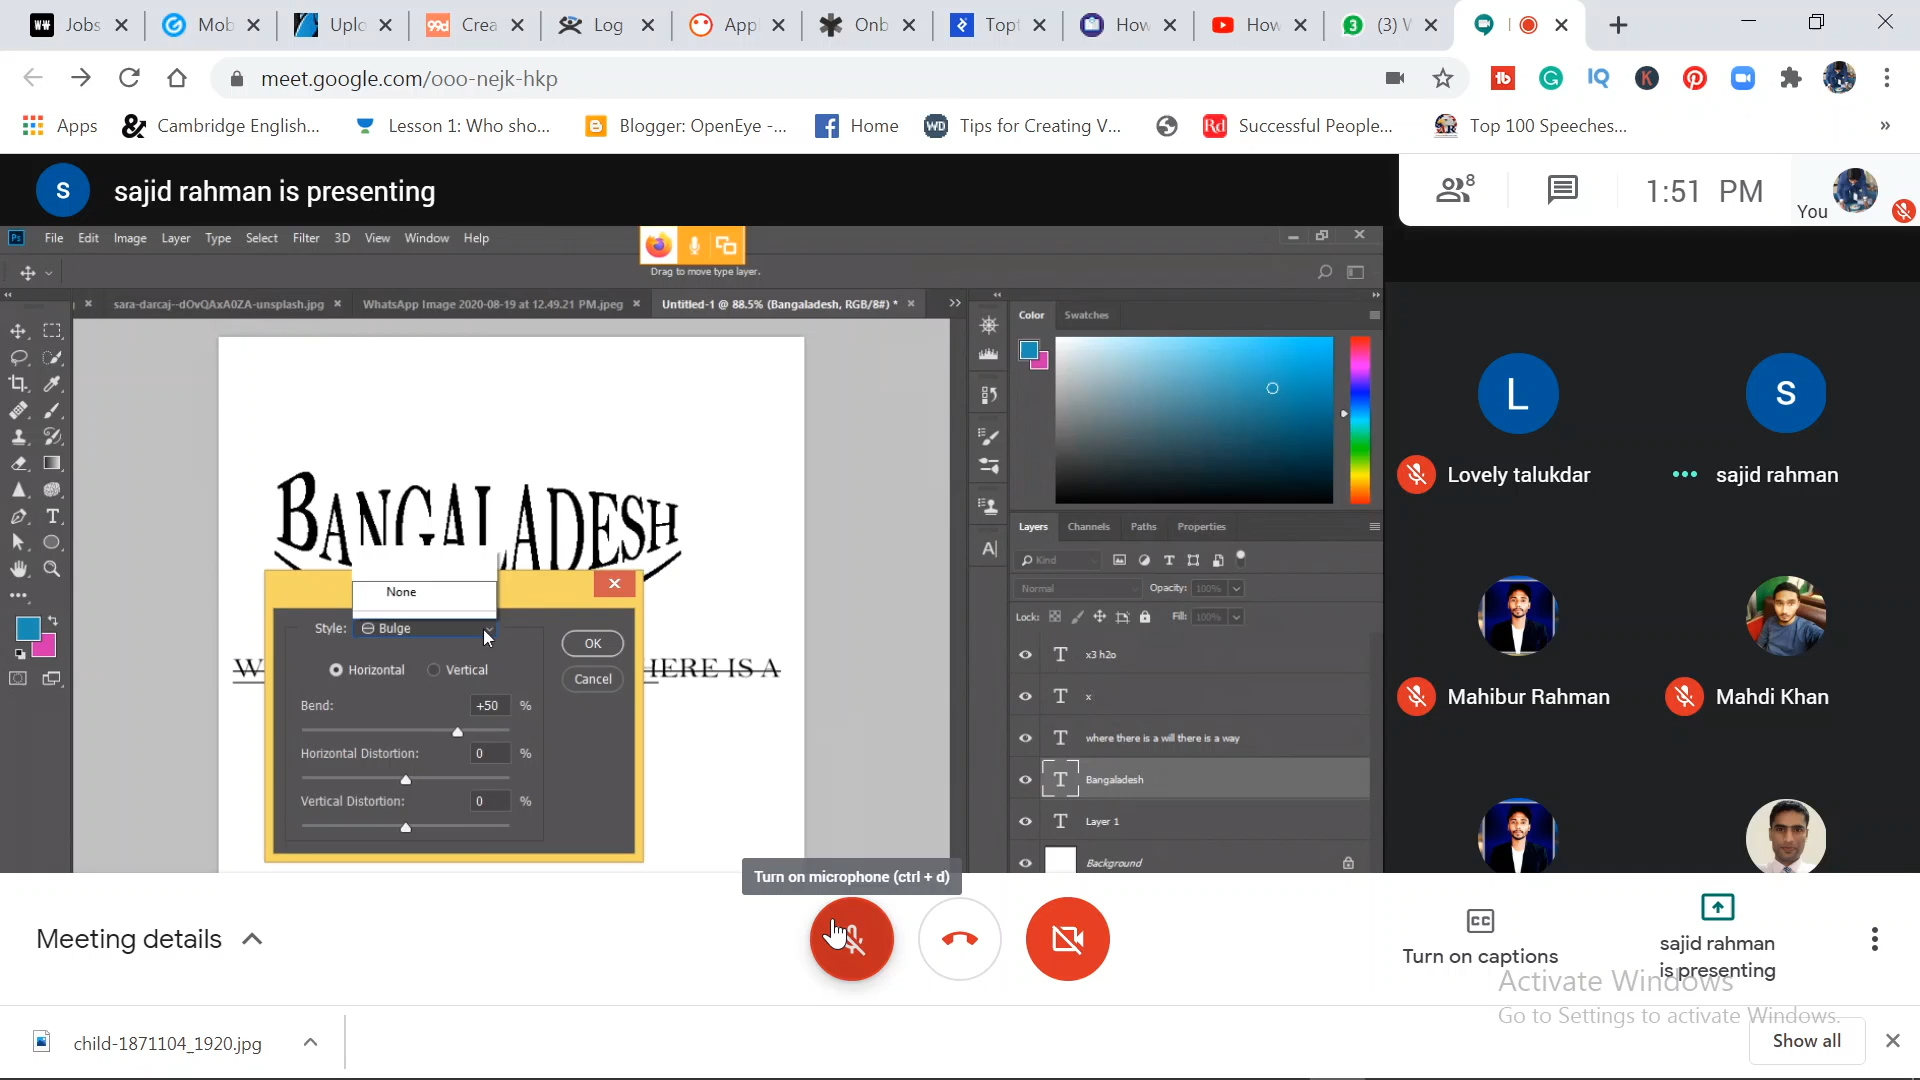 Jobs
Mob
Uplo
Crea
Log
App
Onb
Topt
How
How
(3) W
meet.google.com/ooo-nejk-hkp
Apps
Cambridge English...
Lesson 1: Who sho...
Blogger: OpenEye -...
Home
WD
Tips for Creating V...
Rd
Successful People...
Top 100 Speeches...
»
S
sajid rahman is presenting
8
1:51 PM
You
Ps
File Edit Image Layer Type Select Filter 3D View Window Help
Drag to move type layer.
sara-darcaj--dOvQAxA0ZA-unsplash.jpg
WhatsApp Image 2020-08-19 at 12.49.21 PM.jpeg
Untitled-1 @ 88.5% (Bangaladesh, RGB/8#) *
Color Swatches
BANGALADESH
None
Style: Bulge
OK
Horizontal Vertical
Cancel
W
HERE IS A
Bend: +50 %
Horizontal Distortion: 0 %
Vertical Distortion: 0 %
Layers Channels Paths Properties
Kind
Normal Opacity: 100%
Lock: Fill: 100%
x3 h2o
x
where there is a will there is a way
Bangaladesh
Layer 1
Background
L
Lovely talukdar
S
sajid rahman
Mahibur Rahman
Mahdi Khan
Turn on microphone (ctrl + d)
Meeting details
Turn on captions
sajid rahman
is presenting
Activate Windows
Go to Settings to activate Windows.
child-1871104_1920.jpg
Show all